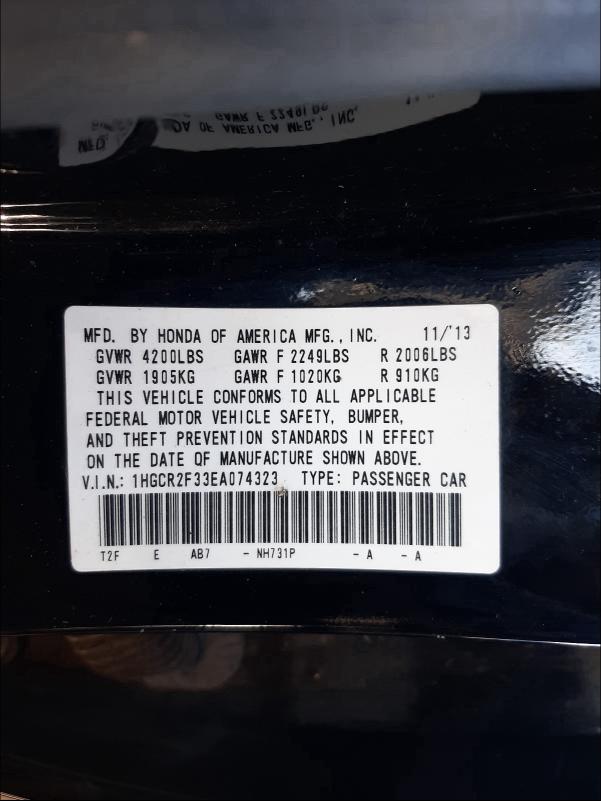 MFD. BY HONDA OF AMERICA MFG., INC. 11/'13
GVWR 4200LBS GAWR F 2249LBS R 2006LBS
GVWR 1905KG GAWR F 1020KG R 910KG
THIS VEHICLE CONFORMS TO ALL APPLICABLE
FEDERAL MOTOR VEHICLE SAFETY, BUMPER,
AND THEFT PREVENTION STANDARDS IN EFFECT
ON THE DATE OF MANUFACTURE SHOWN ABOVE.
V.I.N.: 1HGCR2F33EA074323 TYPE: PASSENGER CAR
T2F E AB7 - NH731P - A - A